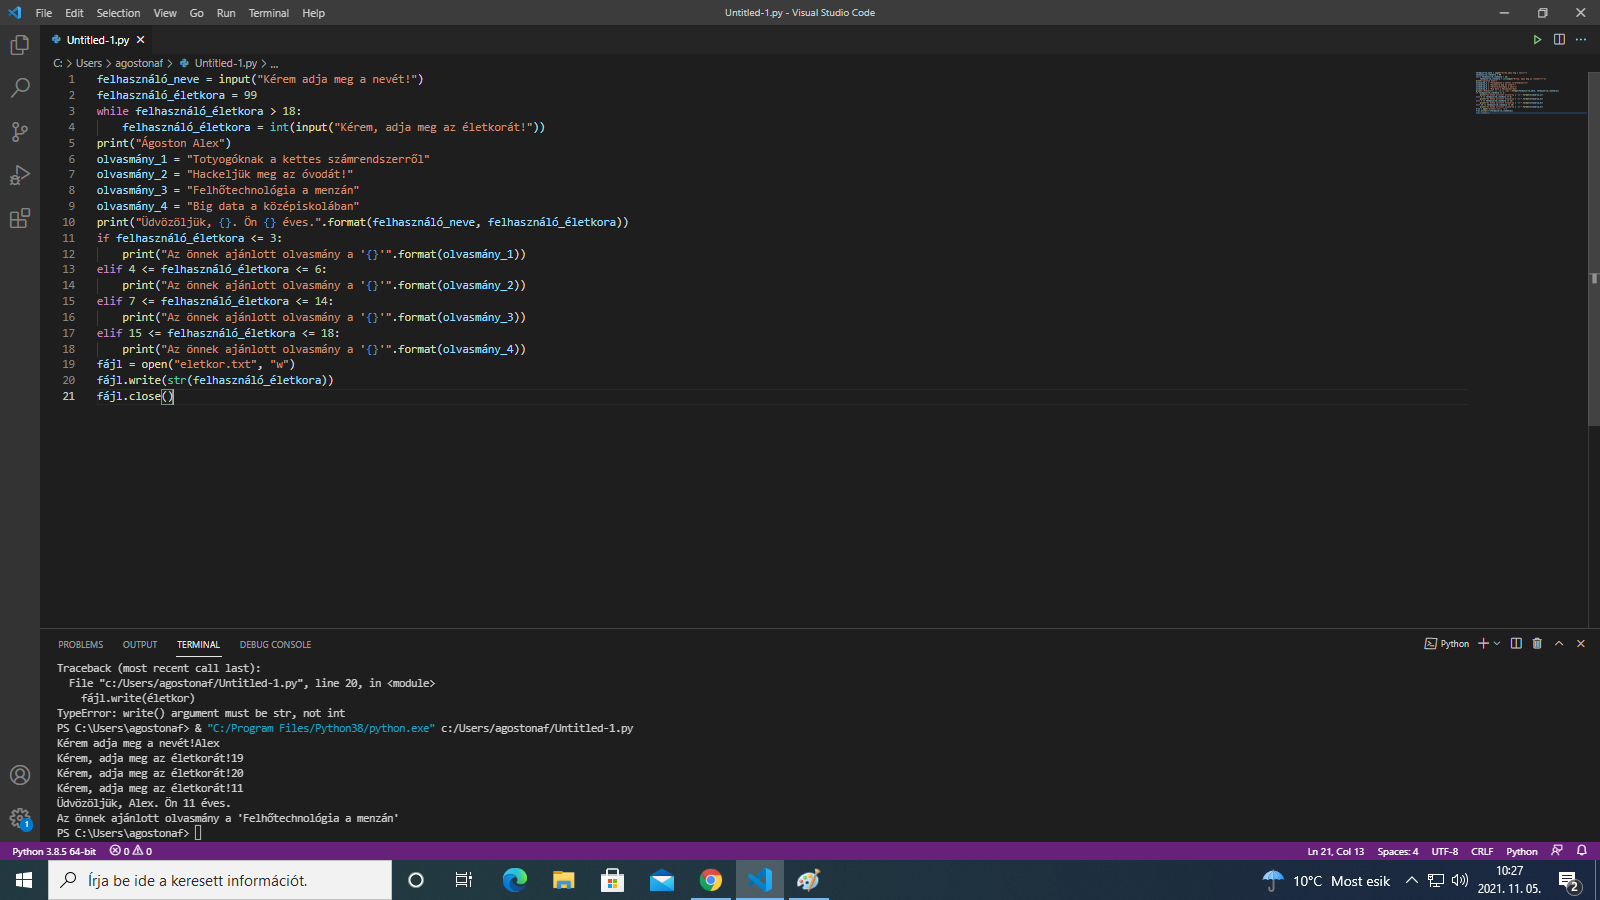 File Edit Selection View Go Run Terminal Help
Untitled-1.py - Visual Studio Code
Untitled-1.py
C: > Users > agostonaf > Untitled-1.py > ...
1 felhasználó_neve = input("Kérem adja meg a nevét!")
2 felhasználó_életkora = 99
3 while felhasználó_életkora > 18:
4     felhasználó_életkora = int(input("Kérem, adja meg az életkorát!"))
5 print("Ágoston Alex")
6 olvasmány_1 = "Totyogóknak a kettes számrendszerről"
7 olvasmány_2 = "Hackeljük meg az óvodát!"
8 olvasmány_3 = "Felhőtechnológia a menzán"
9 olvasmány_4 = "Big data a középiskolában"
10 print("Üdvözöljük, {}. Ön {} éves.".format(felhasználó_neve, felhasználó_életkora))
11 if felhasználó_életkora <= 3:
12     print("Az önnek ajánlott olvasmány a '{}'".format(olvasmány_1))
13 elif 4 <= felhasználó_életkora <= 6:
14     print("Az önnek ajánlott olvasmány a '{}'".format(olvasmány_2))
15 elif 7 <= felhasználó_életkora <= 14:
16     print("Az önnek ajánlott olvasmány a '{}'".format(olvasmány_3))
17 elif 15 <= felhasználó_életkora <= 18:
18     print("Az önnek ajánlott olvasmány a '{}'".format(olvasmány_4))
19 fájl = open("eletkor.txt", "w")
20 fájl.write(str(felhasználó_életkora))
21 fájl.close()
PROBLEMS OUTPUT TERMINAL DEBUG CONSOLE
Python
Traceback (most recent call last):
  File "c:/Users/agostonaf/Untitled-1.py", line 20, in <module>
    fájl.write(életkor)
TypeError: write() argument must be str, not int
PS C:\Users\agostonaf> & "C:/Program Files/Python38/python.exe" c:/Users/agostonaf/Untitled-1.py
Kérem adja meg a nevét!Alex
Kérem, adja meg az életkorát!19
Kérem, adja meg az életkorát!20
Kérem, adja meg az életkorát!11
Üdvözöljük, Alex. Ön 11 éves.
Az önnek ajánlott olvasmány a 'Felhőtechnológia a menzán'
PS C:\Users\agostonaf>
1
Python 3.8.5 64-bit 0 0
Ln 21, Col 13 Spaces: 4 UTF-8 CRLF Python
Írja be ide a keresett információt.
10°C Most esik
10:27
2021. 11. 05.
2